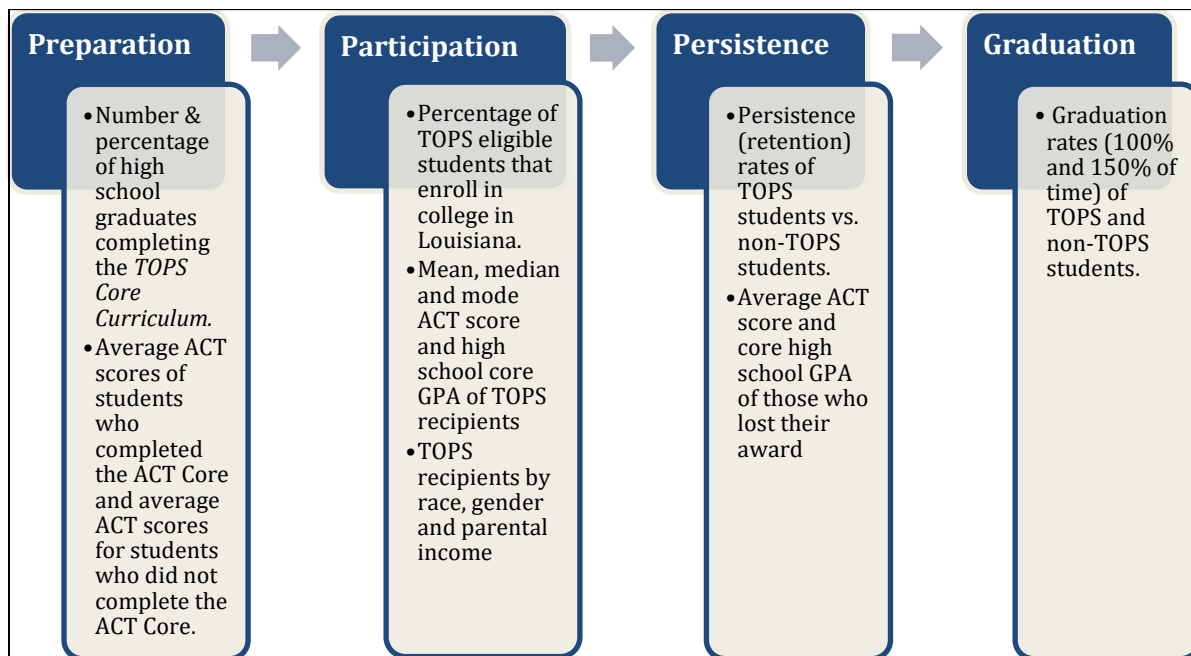 Preparation
•Number &
percentage
of high
school
graduates
completing
the TOPS
Core
Curriculum.
•Average ACT
scores of
students
who
completed
the ACT Core
and average
ACT scores
for students
who did not
complete the
ACT Core.
Participation
•Percentage of
TOPS eligible
students that
enroll in
college in
Louisiana.
•Mean, median
and mode
ACT score
and high
school core
GPA of TOPS
recipients
•TOPS
recipients by
race, gender
and parental
income
Persistence
•Persistence
(retention)
rates of
TOPS
students vs.
non-TOPS
students.
•Average ACT
score and
core high
school GPA
of those who
lost their
award
Graduation
• Graduation
rates (100%
and 150% of
time) of
TOPS and
non-TOPS
students.